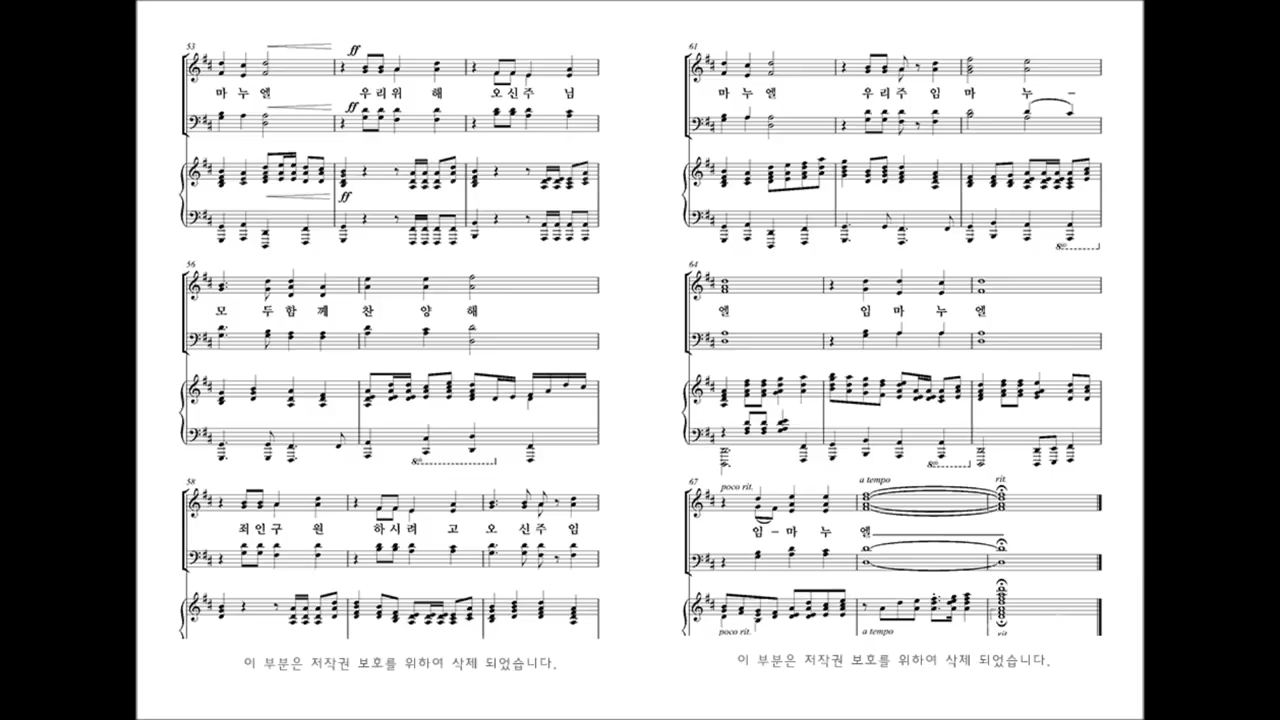 53
ff
마 누 엘 우 리 위 해 오 신 주 님
ff
ff
56
모 두 함 께 찬 양 해
8va
58
죄 인 구 원 하 시 려 고 오 신 주 임
이 부분은 저작권 보호를 위하여 삭제 되었습니다.
61
마 누 엘 우 리 주 임 마 누 -
8va
64
엘 임 마 누 엘
8va
67
poco rit. a tempo rit.
임 - 마 누 엘
poco rit. a tempo rit
이 부분은 저작권 보호를 위하여 삭제 되었습니다.